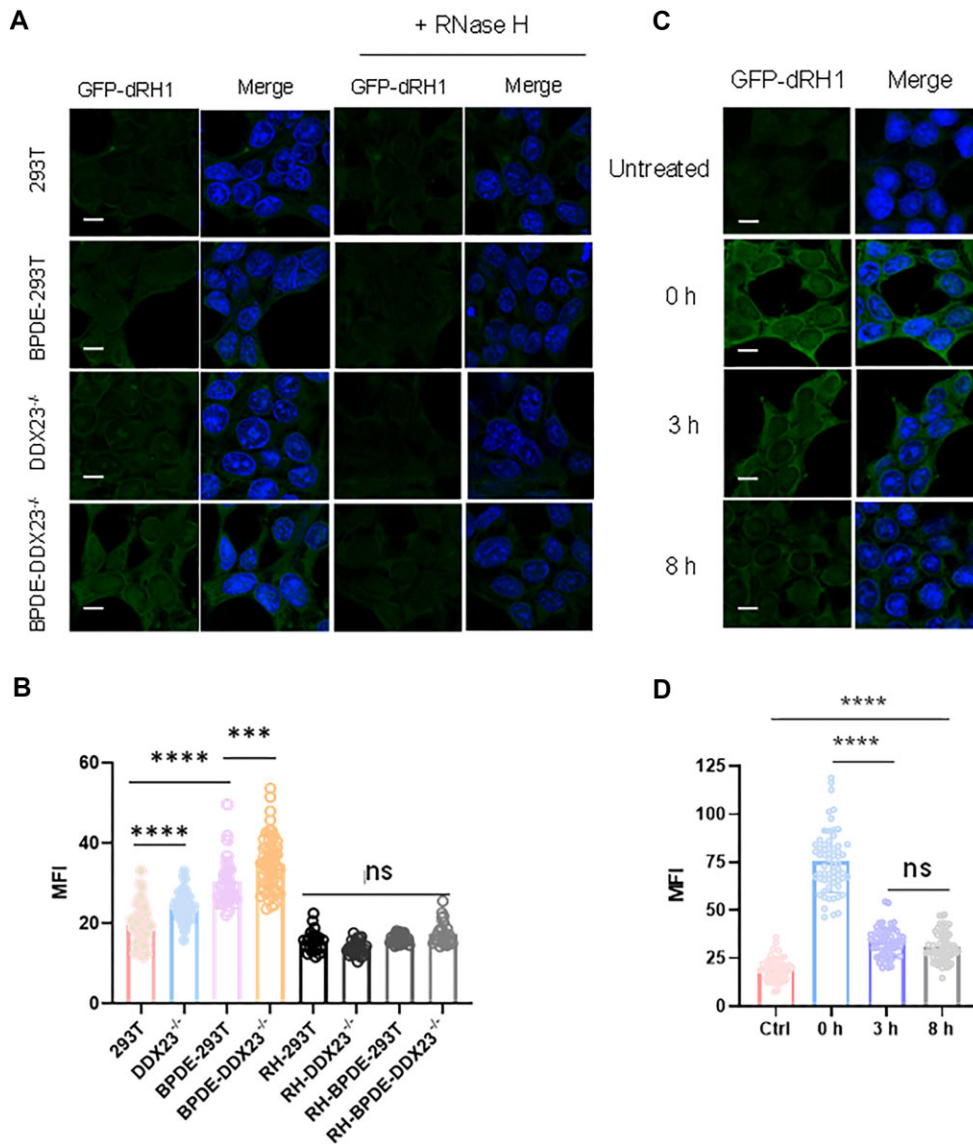 A
+ RNase H
GFP-dRH1 Merge GFP-dRH1 Merge
293T
BPDE-293T
DDX23-/-
BPDE-DDX23-/-
C
GFP-dRH1 Merge
Untreated
0 h
3 h
8 h
B
MFI
60
40
20
0
****
****
***
ns
293T
DDX23-/-
BPDE-293T
BPDE-DDX23-/-
RH-293T
RH-DDX23-/-
RH-BPDE-293T
RH-BPDE-DDX23-/-
D
MFI
125
100
75
50
25
0
****
****
ns
Ctrl 0 h 3 h 8 h